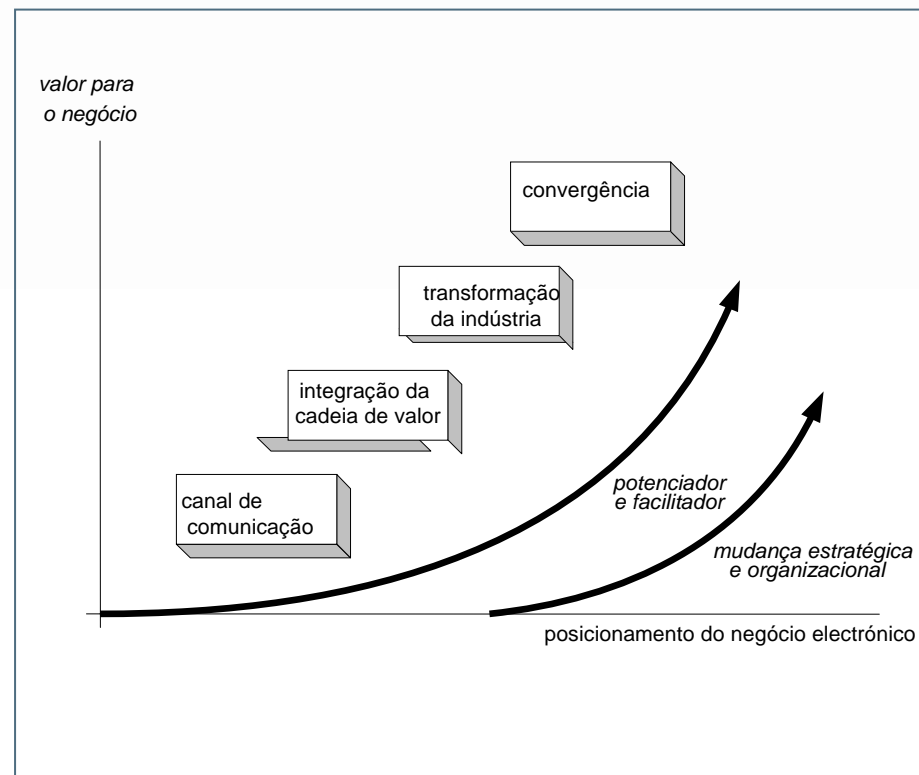 valor para
o negócio
convergência
transformação
da indústria
integração da
cadeia de valor
canal de
comunicação
potenciador
e facilitador
mudança estratégica
e organizacional
posicionamento do negócio electrónico